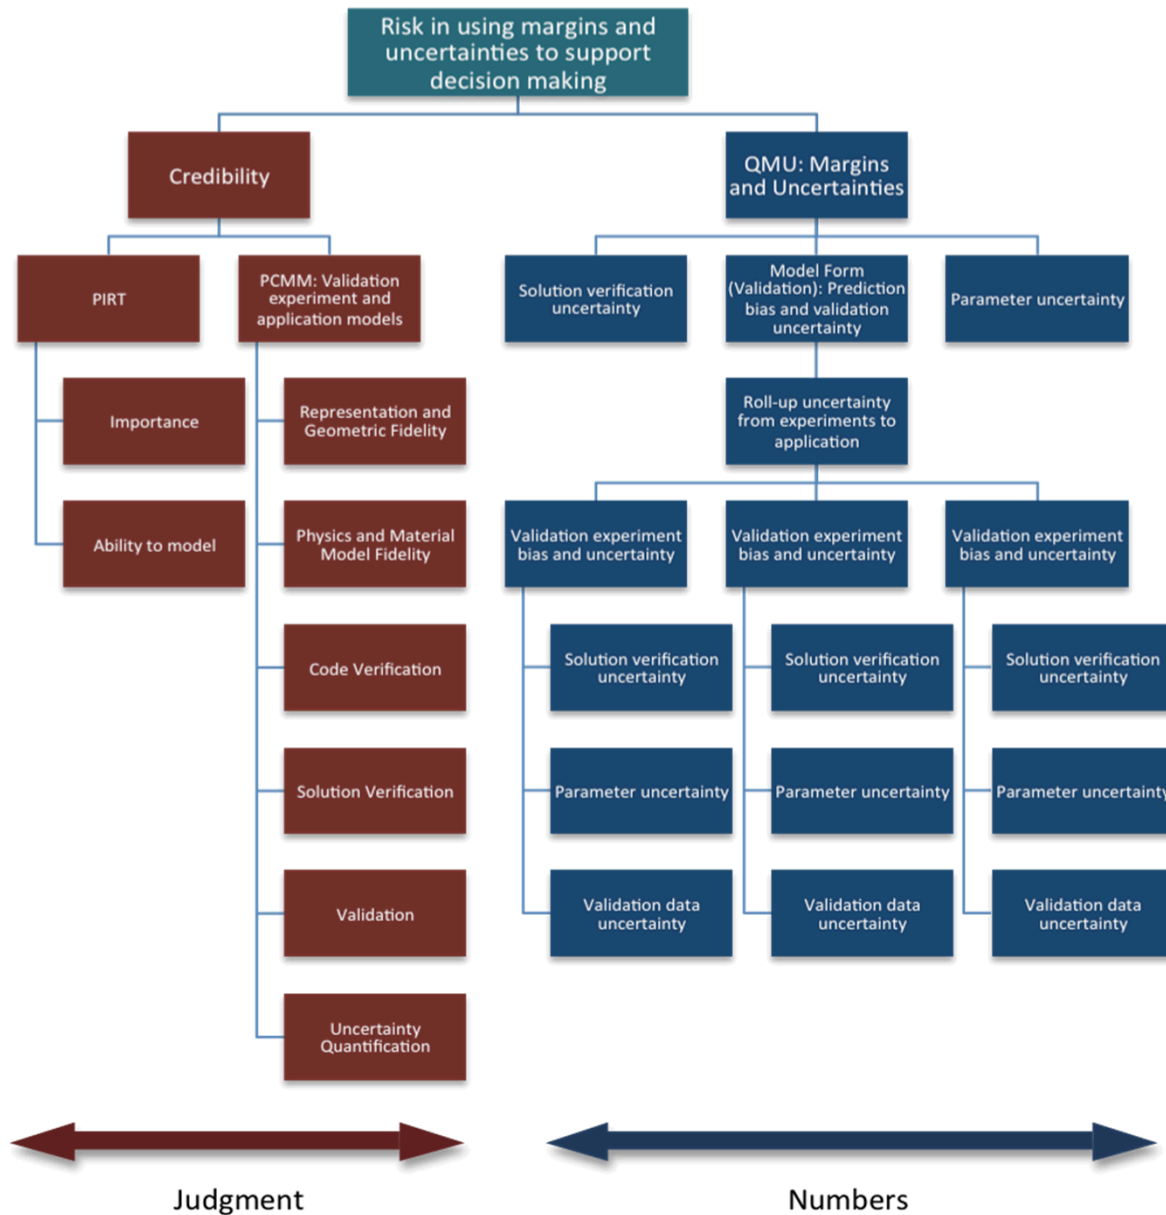 Risk in using margins and
uncertainties to support
decision making
Credibility
QMU: Margins
and Uncertainties
PIRT
PCMM: Validation
experiment and
application models
Solution verification
uncertainty
Model Form
(Validation): Prediction
bias and validation
uncertainty
Parameter uncertainty
Importance
Representation and
Geometric Fidelity
Roll-up uncertainty
from experiments to
application
Ability to model
Physics and Material
Model Fidelity
Validation experiment
bias and uncertainty
Validation experiment
bias and uncertainty
Validation experiment
bias and uncertainty
Code Verification
Solution verification
uncertainty
Solution verification
uncertainty
Solution verification
uncertainty
Solution Verification
Parameter uncertainty
Parameter uncertainty
Parameter uncertainty
Validation
Validation data
uncertainty
Validation data
uncertainty
Validation data
uncertainty
Uncertainty
Quantification
Judgment
Numbers